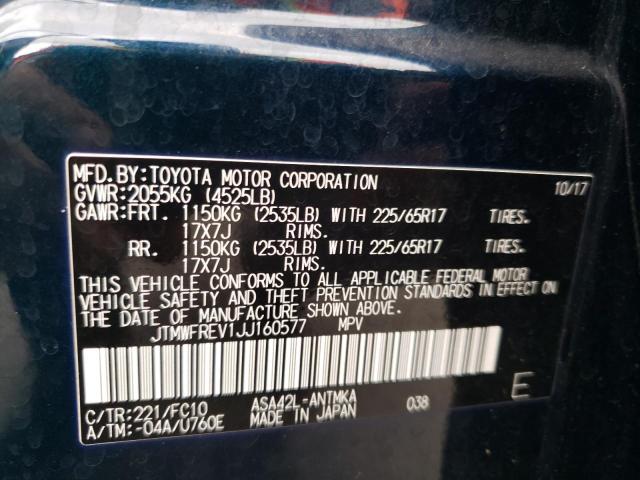 MFD.BY:TOYOTA MOTOR CORPORATION 10/17
GVWR:2055KG (4525LB)
GAWR:FRT. 1150KG (2535LB) WITH 225/65R17 TIRES.
17X7J RIMS.
RR. 1150KG (2535LB) WITH 225/65R17 TIRES.
17X7J RIMS.
THIS VEHICLE CONFORMS TO ALL APPLICABLE FEDERAL MOTOR
VEHICLE SAFETY AND THEFT PREVENTION STANDARDS IN EFFECT ON
THE DATE OF MANUFACTURE SHOWN ABOVE.
JTMWFREV1JJ160577 MPV
C/TR:221/FC10 ASA42L-ANTMKA 038 E
A/TM:-04A/U760E MADE IN JAPAN